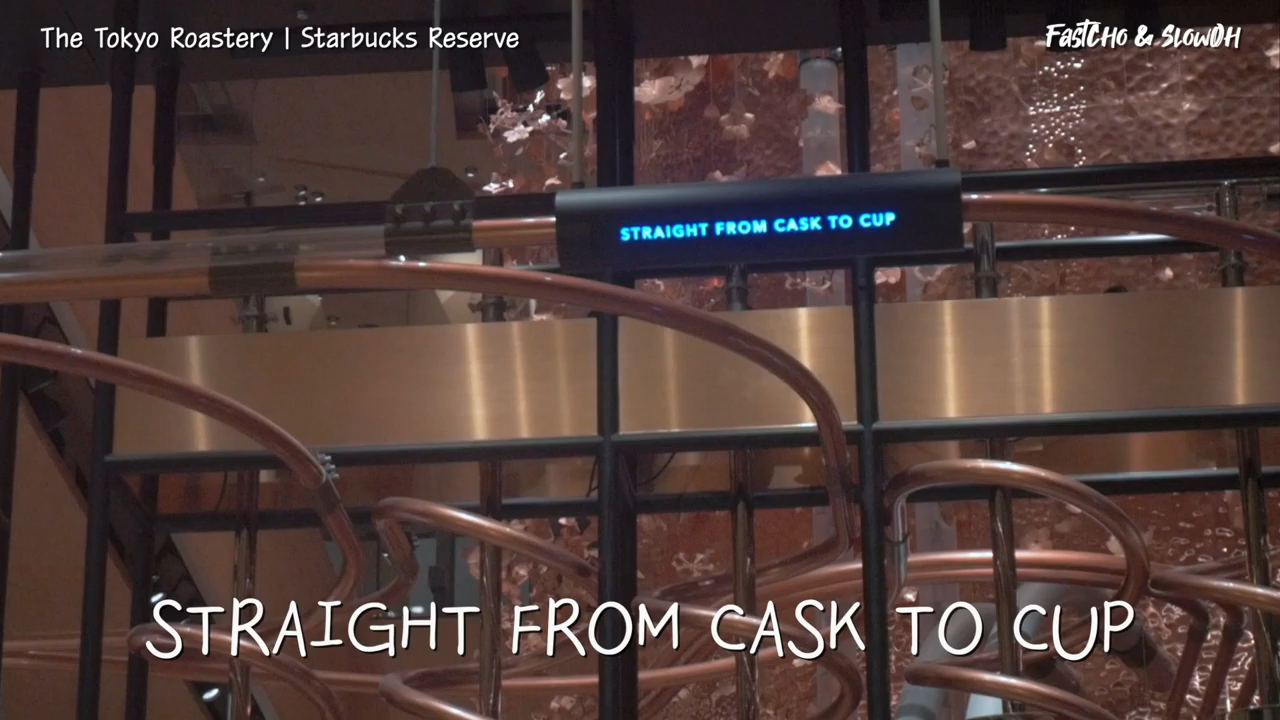 The Tokyo Roastery | Starbucks Reserve
FastCho & SlowOH
STRAIGHT FROM CASK TO CUP
STRAIGHT FROM CASK TO CUP